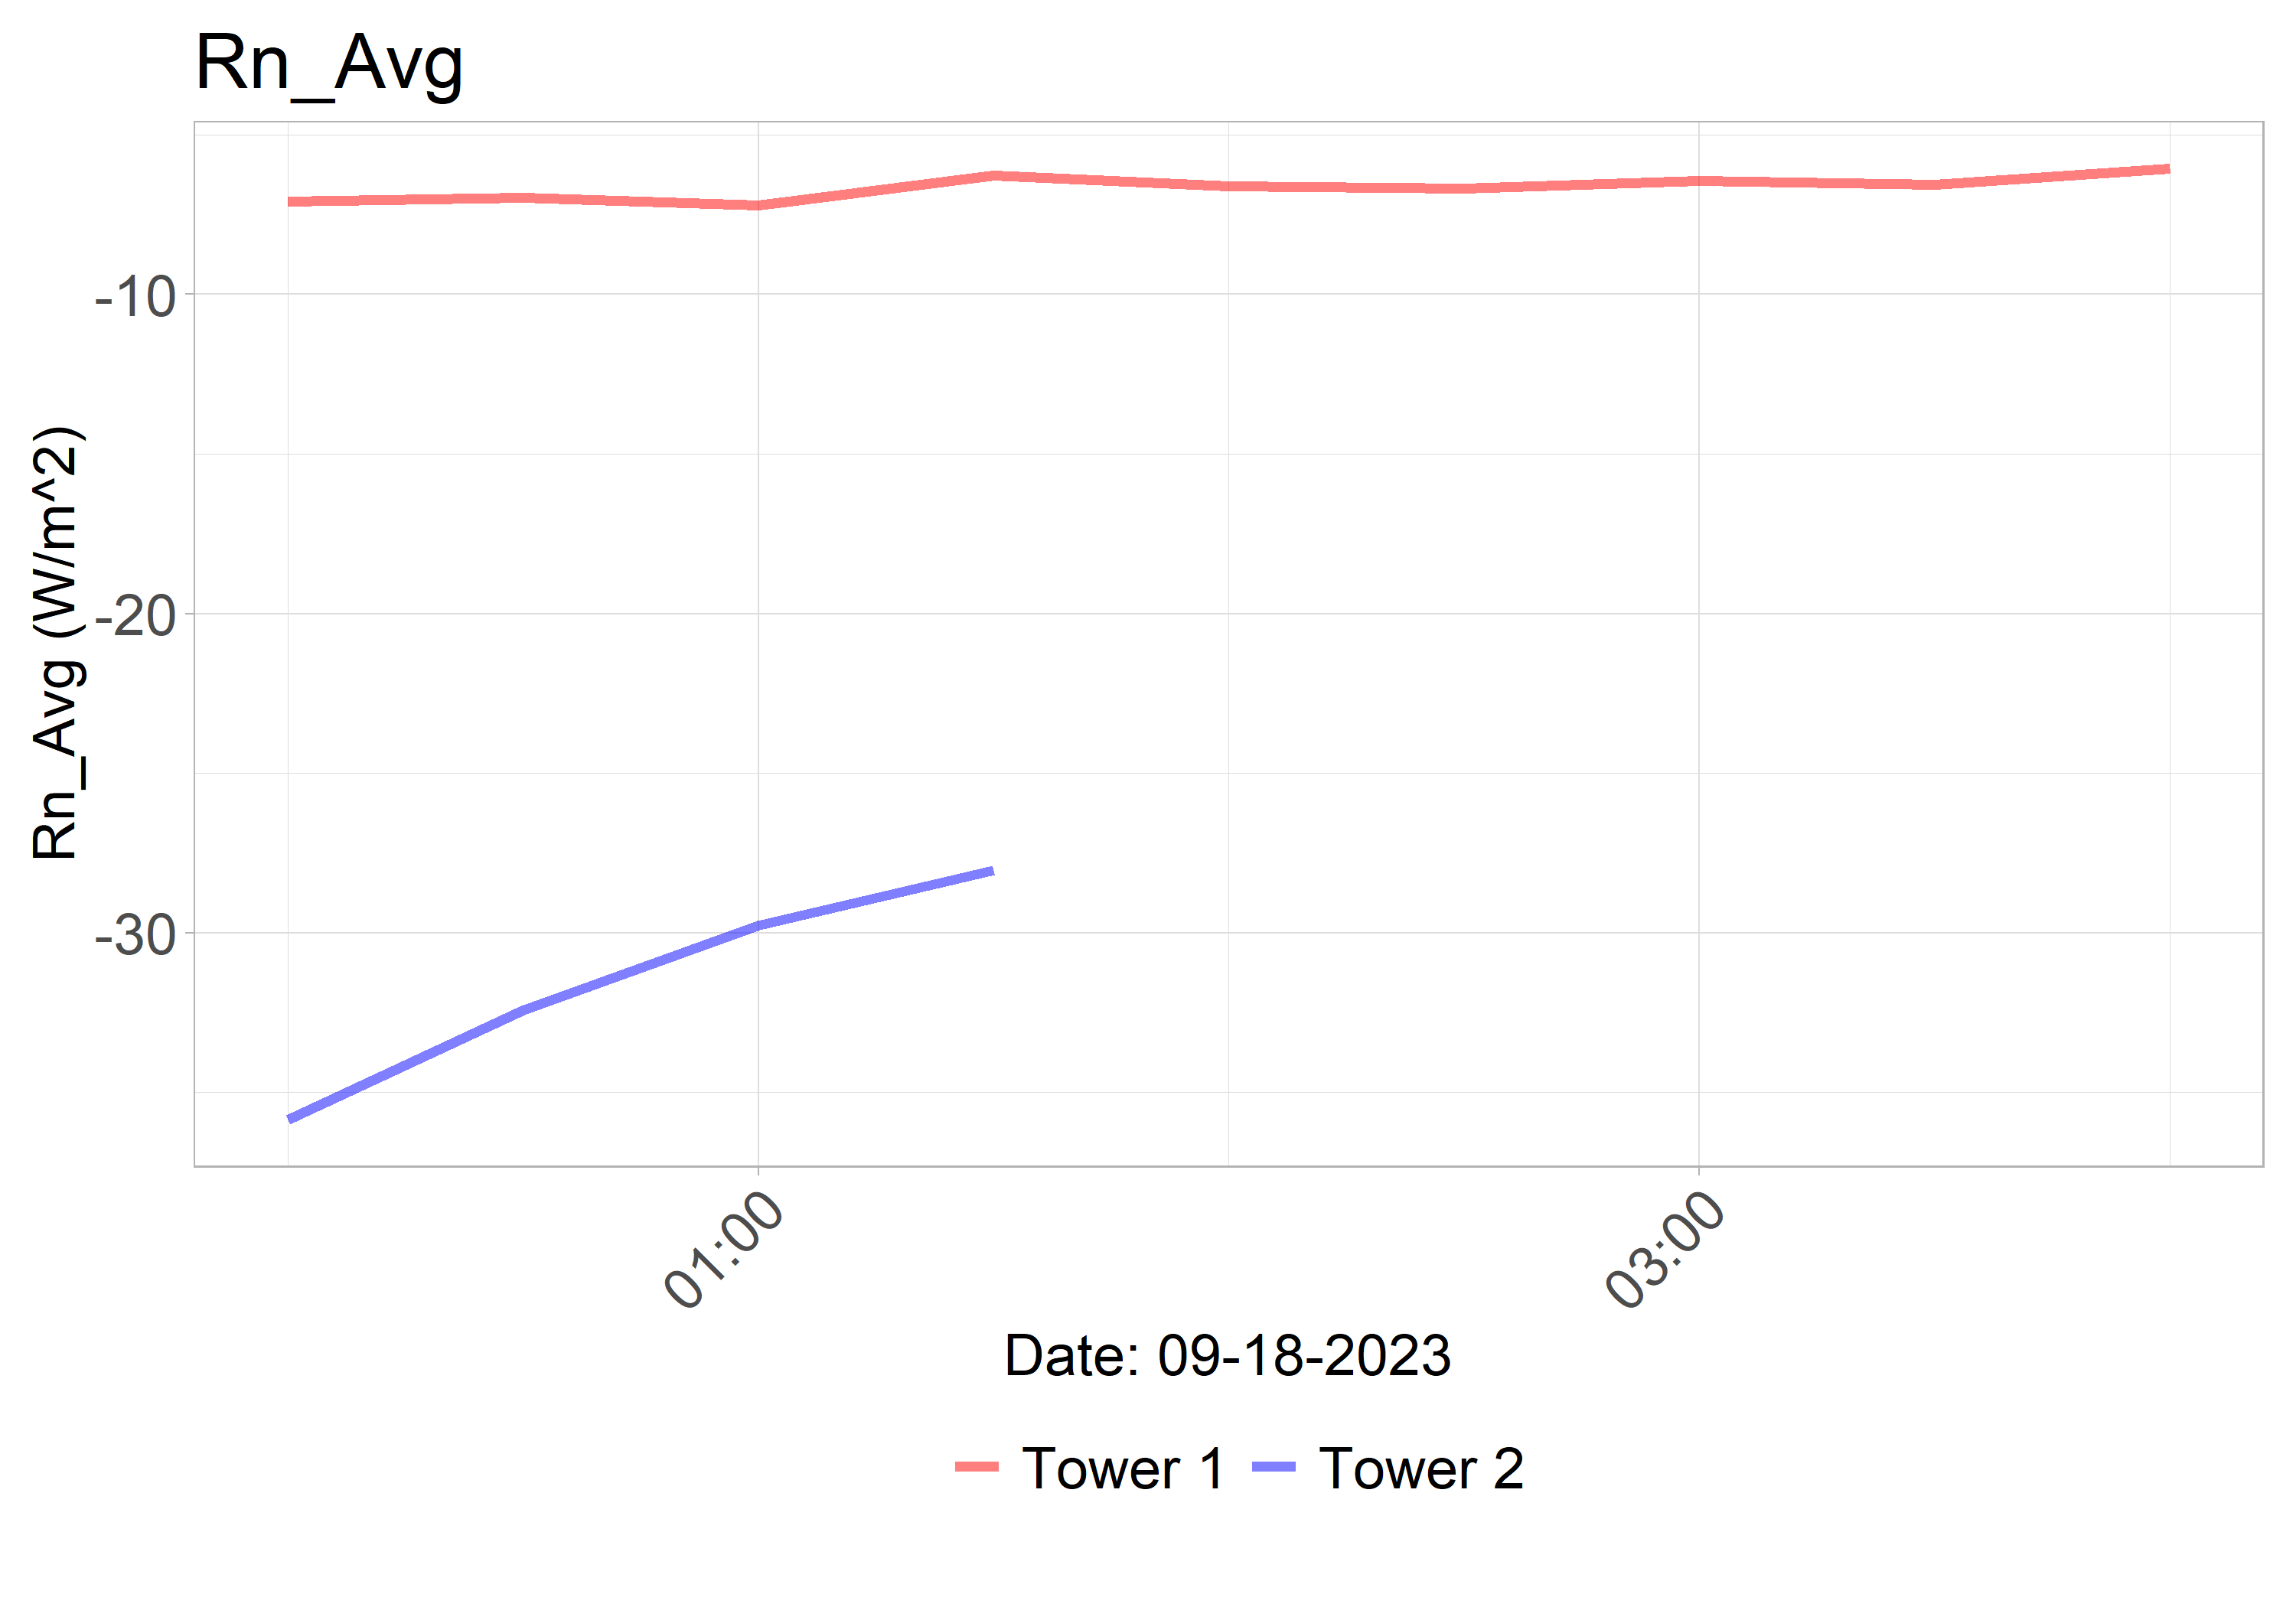 Rn_Avg
Rn_Avg (W/m^2)
-10
-20
-30
01:00
03:00
Date: 09-18-2023
Tower 1
Tower 2